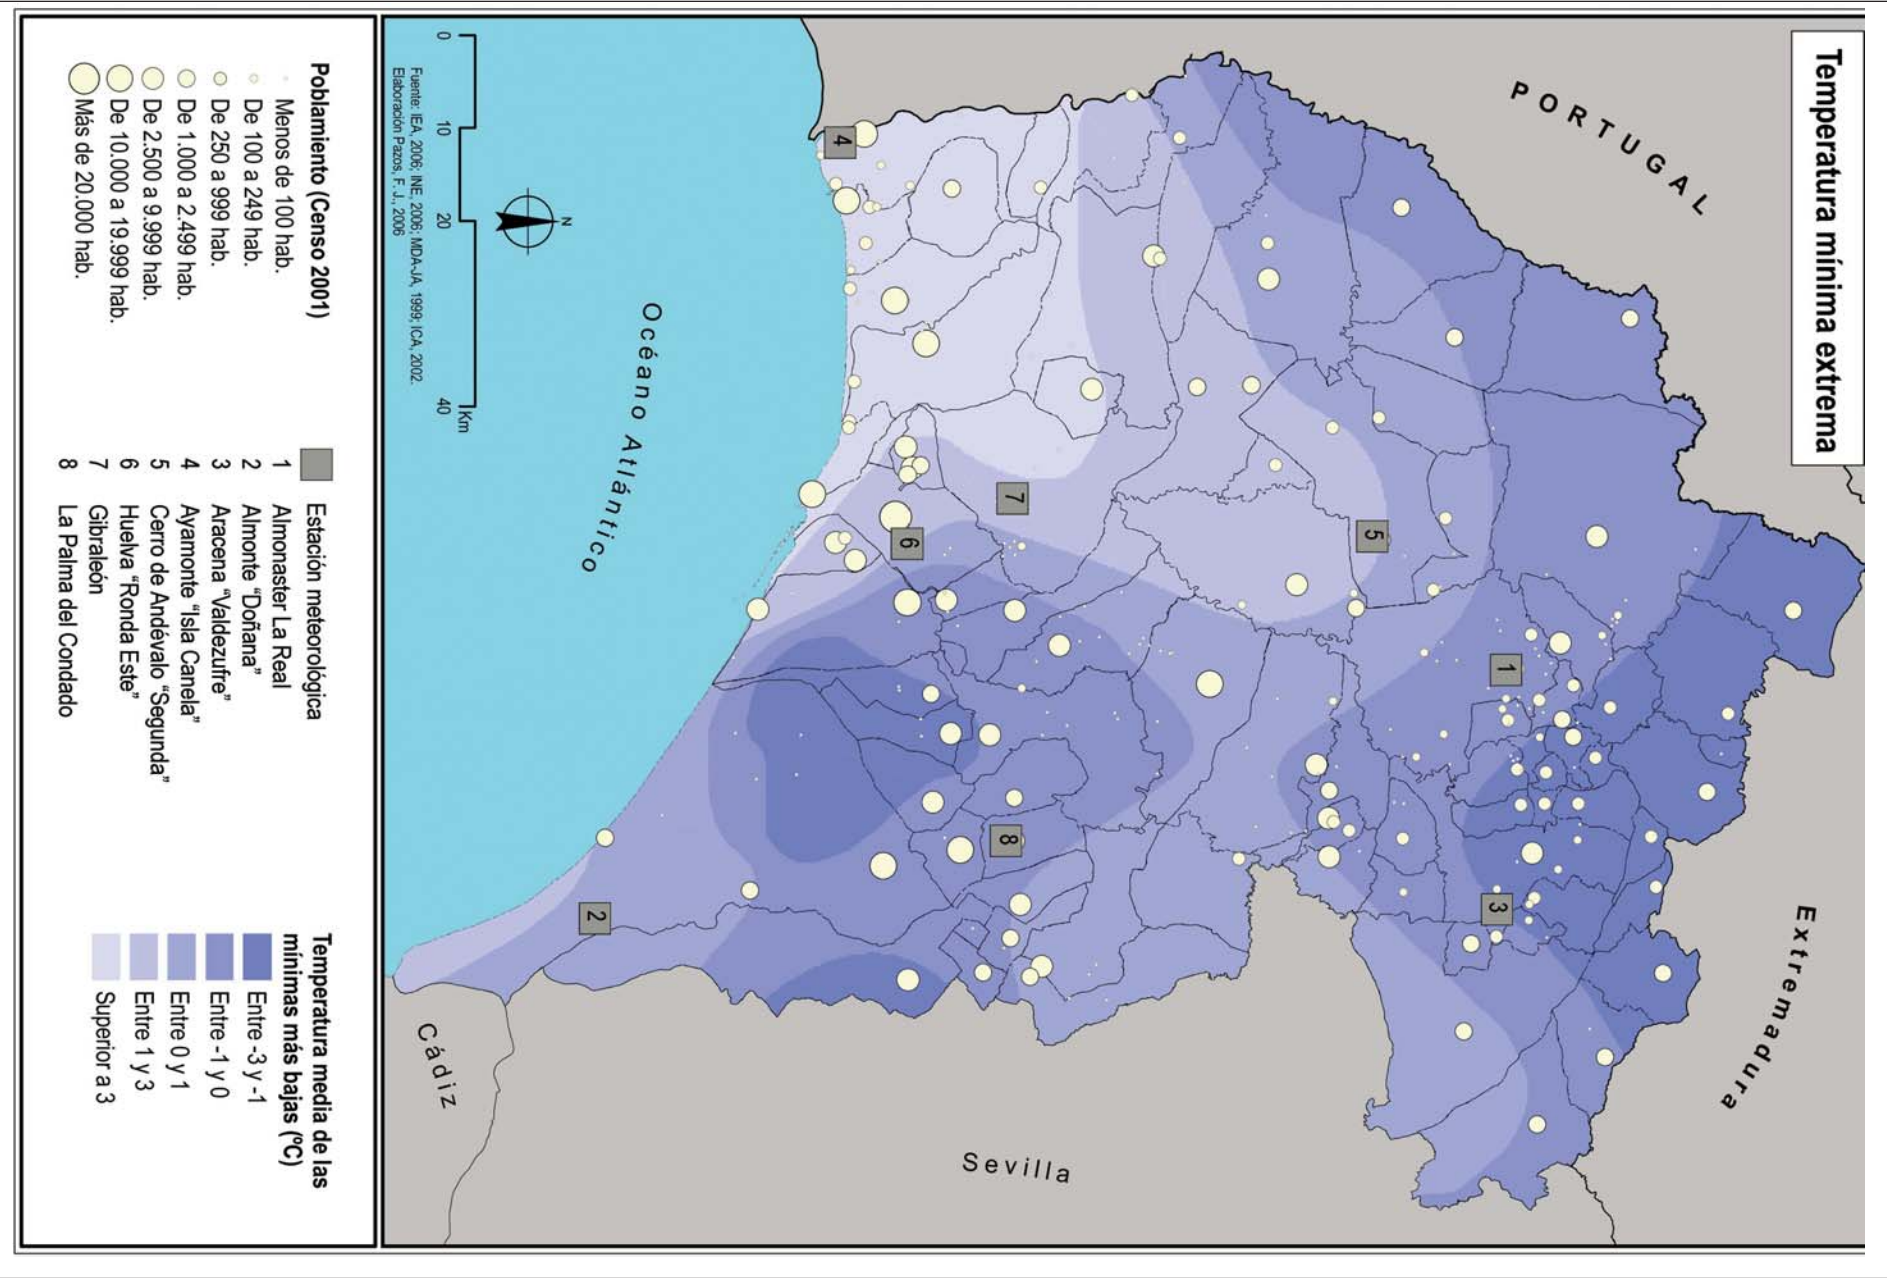 Temperatura mínima extrema
PORTUGAL
Extremadura
Sevilla
Cádiz
Océano Atlántico
1
2
3
4
5
6
7
8
N
0
10
20
40
Km
Fuente: IEA, 2006; INE, 2006; MDA-JA, 1999; ICA, 2002.
Elaboración Pazos, F. J., 2006
Poblamiento (Censo 2001)
Menos de 100 hab.
De 100 a 249 hab.
De 250 a 999 hab.
De 1.000 a 2.499 hab.
De 2.500 a 9.999 hab.
De 10.000 a 19.999 hab.
Más de 20.000 hab.
Estación meteorológica
1 Almonaster La Real
2 Almonte “Doñana”
3 Aracena “Valdezufre”
4 Ayamonte “Isla Canela”
5 Cerro de Andévalo “Segunda”
6 Huelva “Ronda Este”
7 Gibraleón
8 La Palma del Condado
Temperatura media de las
mínimas más bajas (ºC)
Entre -3 y -1
Entre -1 y 0
Entre 0 y 1
Entre 1 y 3
Superior a 3